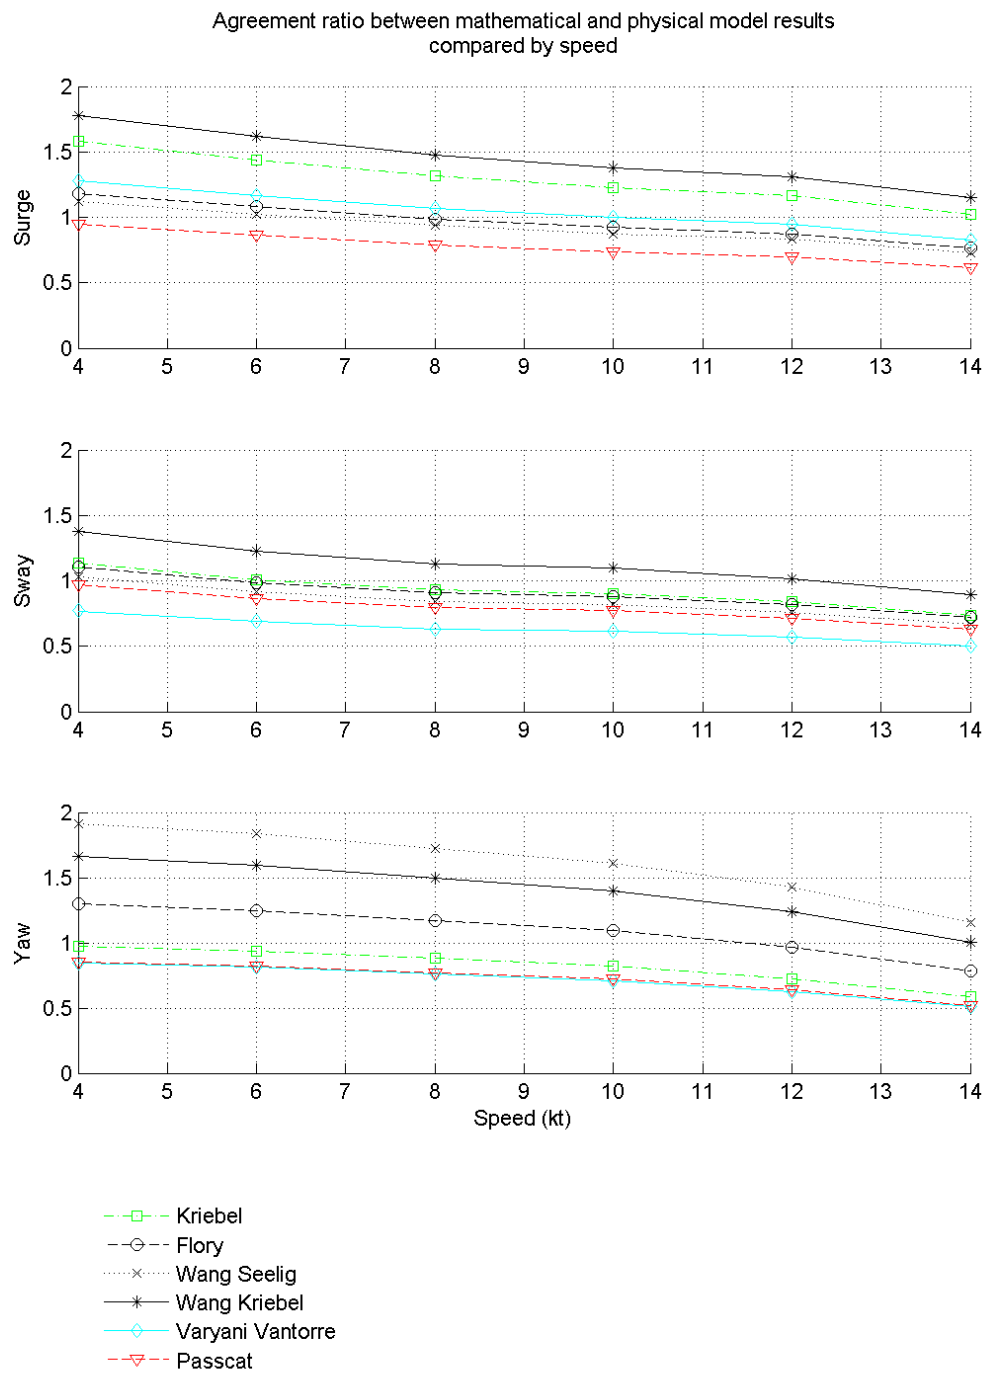 Agreement ratio between mathematical and physical model results
compared by speed
2
1.5
1
0.5
0
Surge
4 5 6 7 8 9 10 11 12 13 14
2
1.5
1
0.5
0
Sway
4 5 6 7 8 9 10 11 12 13 14
2
1.5
1
0.5
0
Yaw
4 5 6 7 8 9 10 11 12 13 14
Speed (kt)
Kriebel
Flory
Wang Seelig
Wang Kriebel
Varyani Vantorre
Passcat